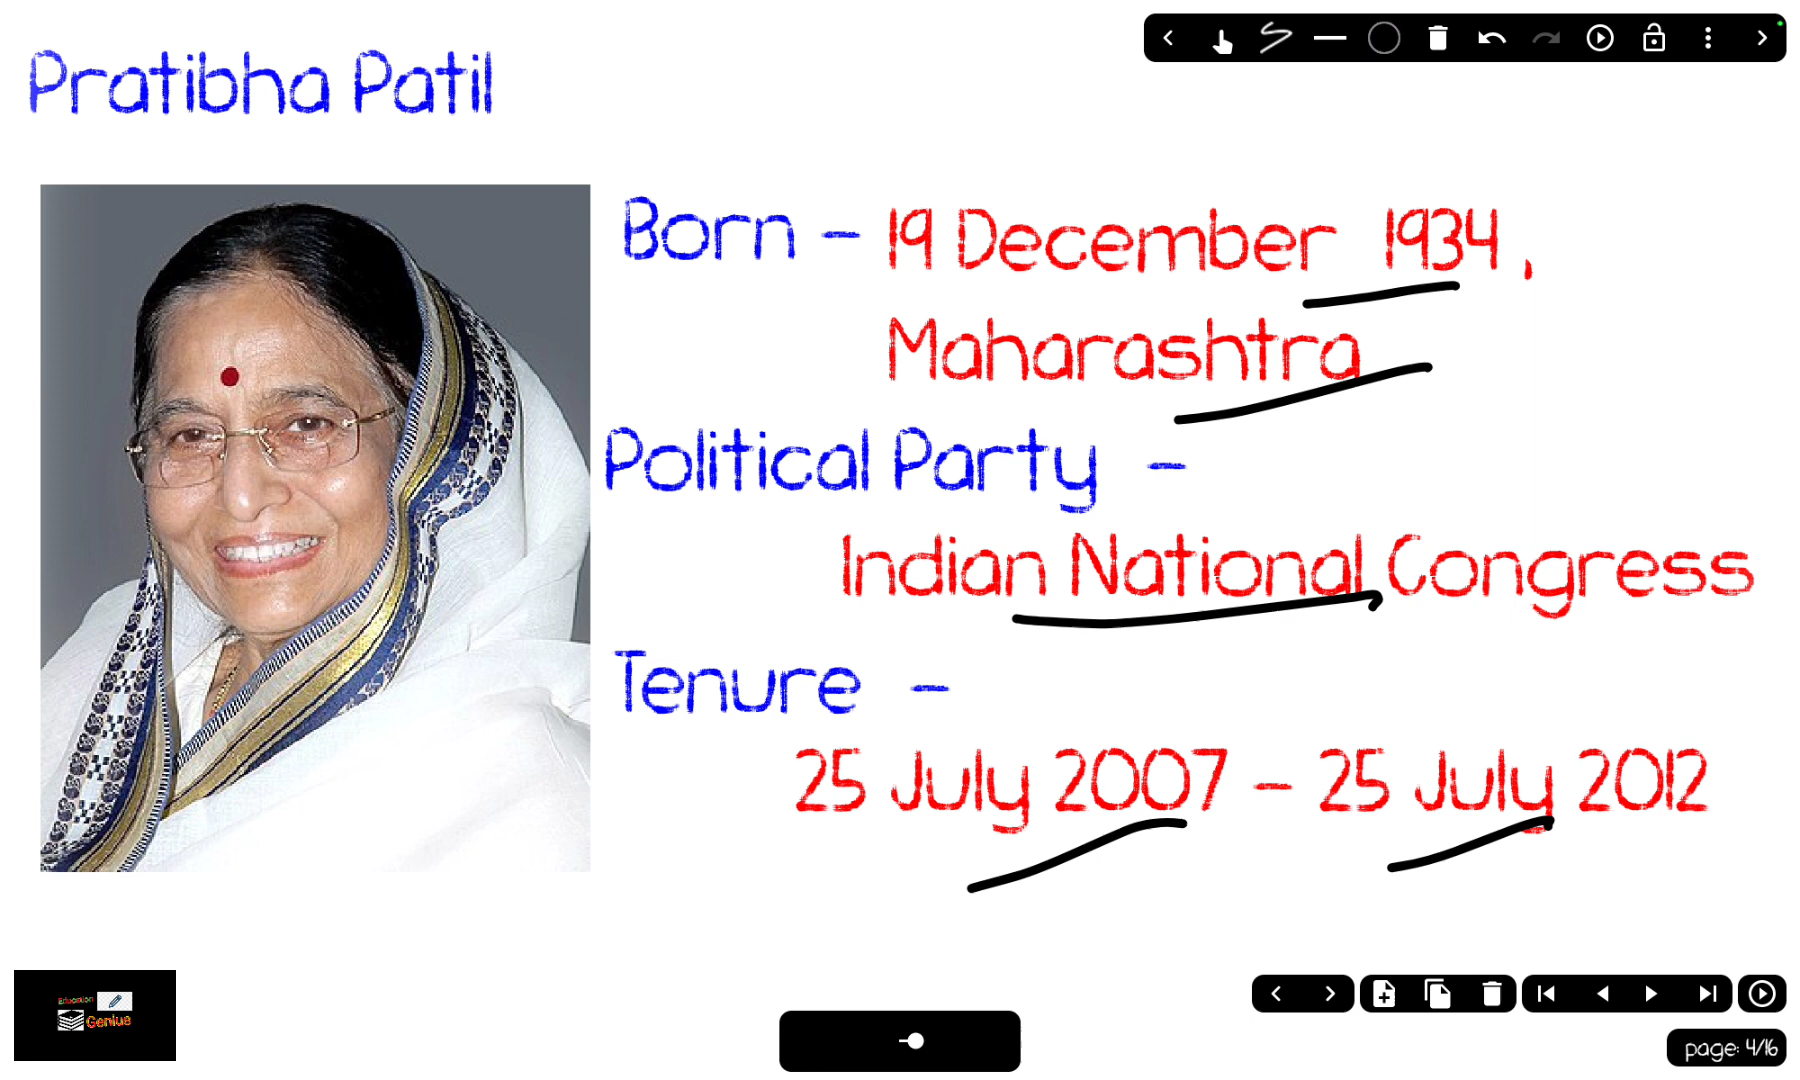 Pratibha Patil
Born - 19 December 1934,
Maharashtra
Political Party -
Indian National Congress
Tenure -
25 July 2007 - 25 July 2012
Education
Genius
page: 4/16